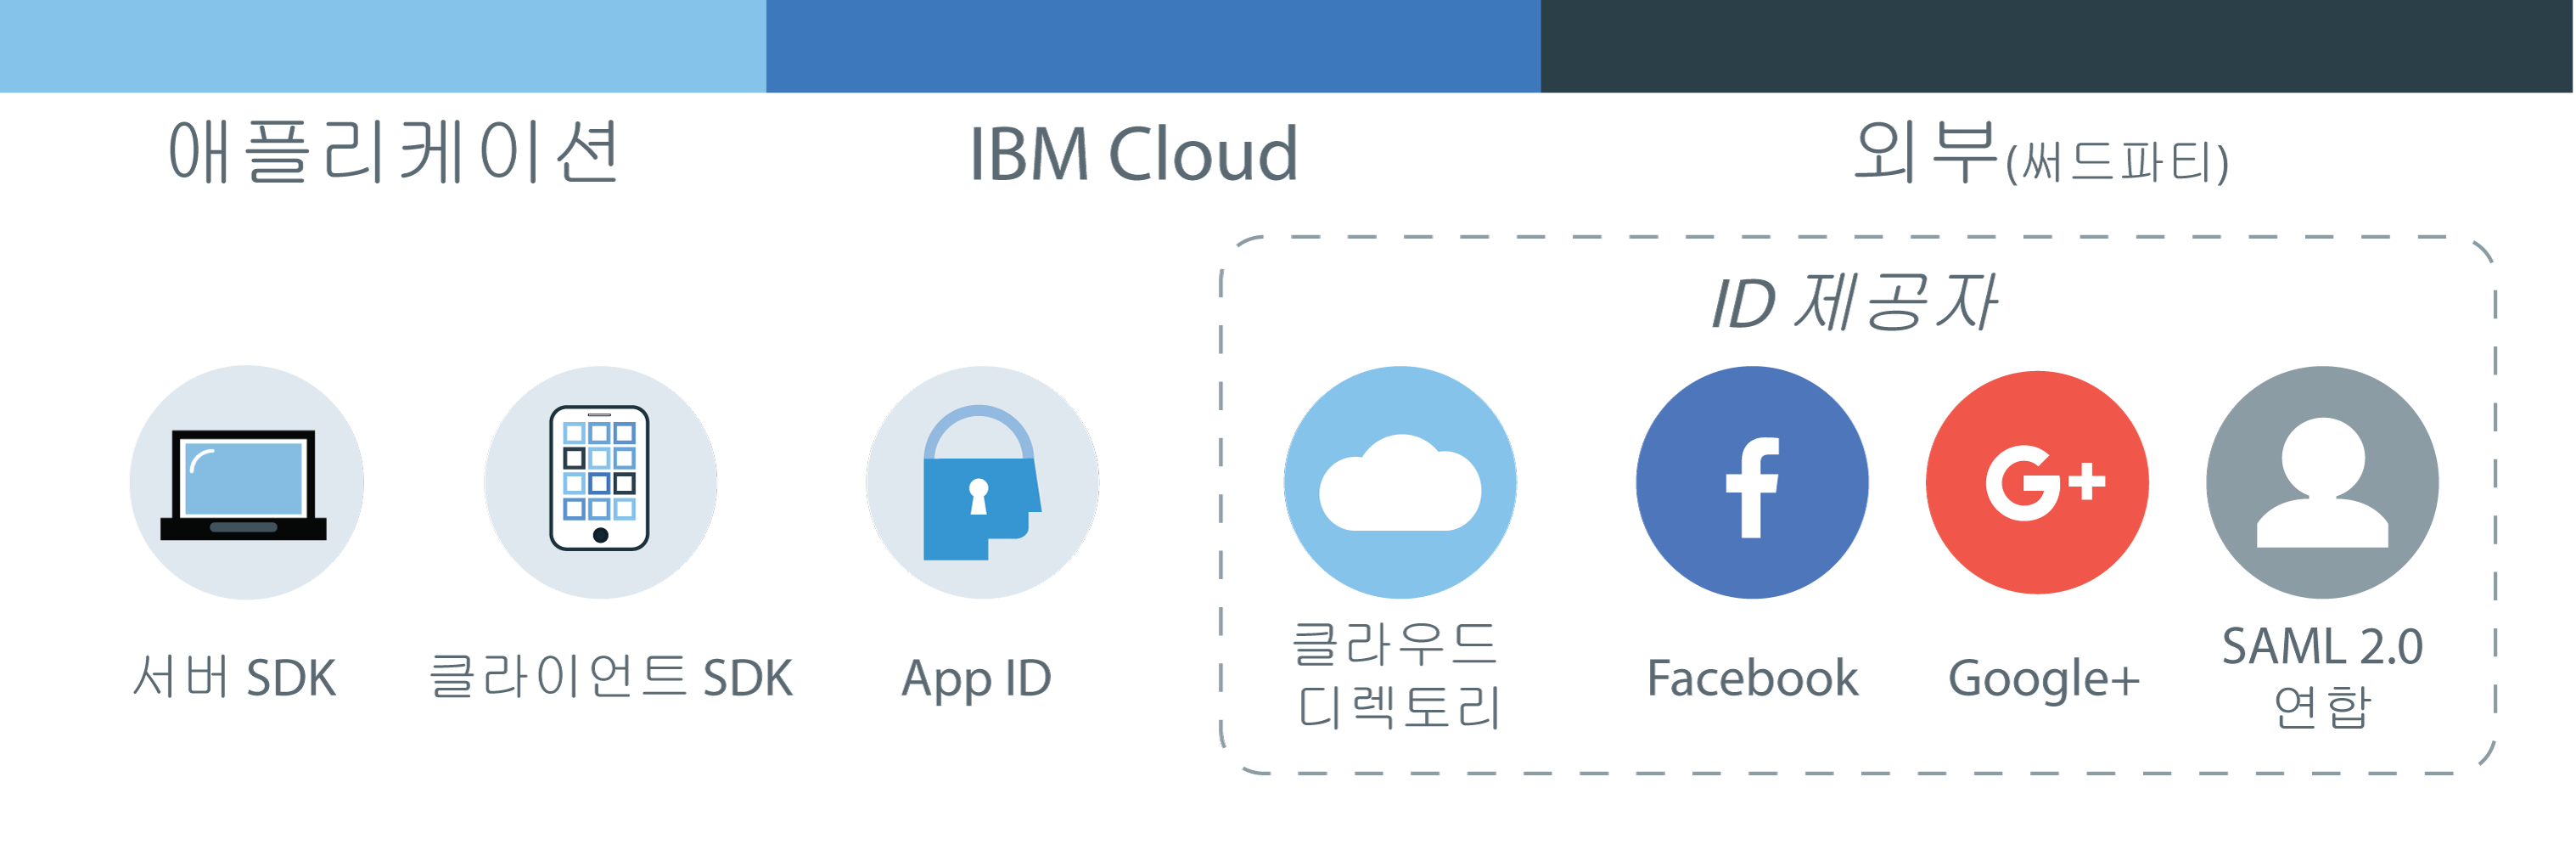 애플리케이션
IBM Cloud
외부(써드파티)
ID 제공자
서버 SDK
클라이언트 SDK
App ID
클라우드
디렉토리
Facebook
Google+
SAML 2.0
연합